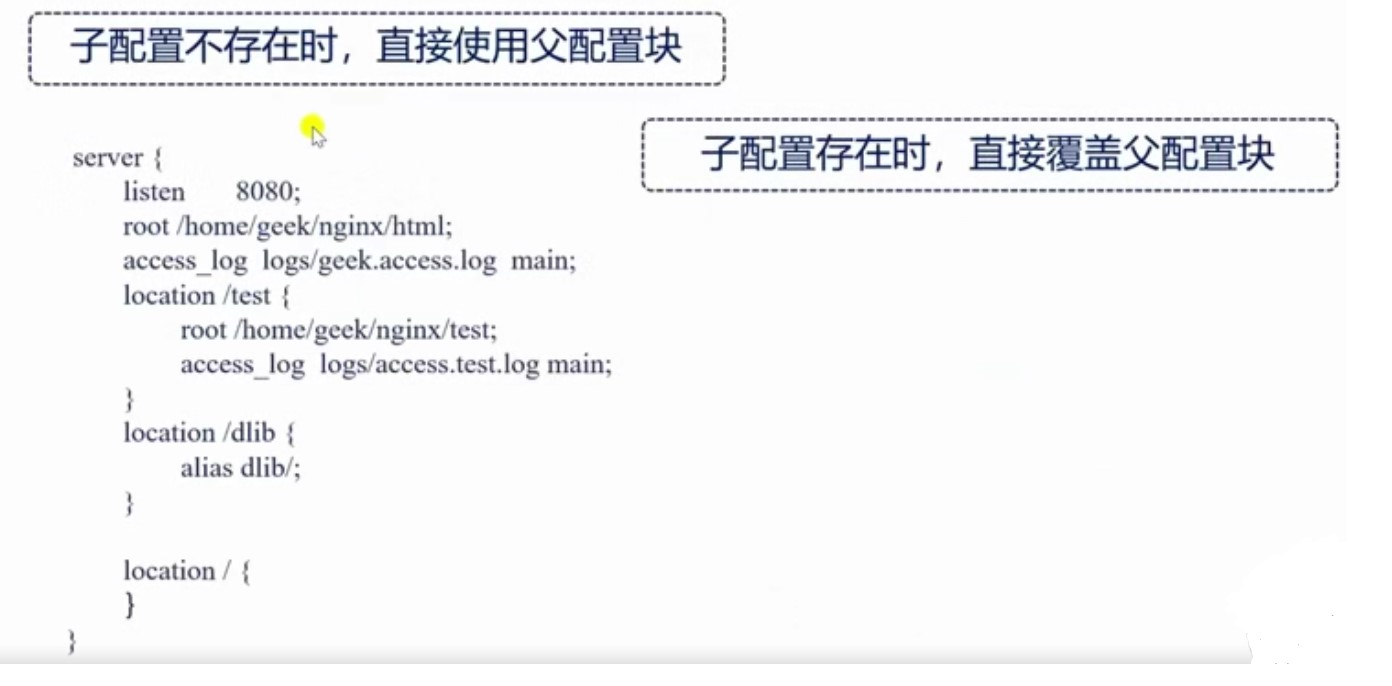 子配置不存在时，直接使用父配置块
子配置存在时，直接覆盖父配置块
server {
listen 8080;
root /home/geek/nginx/html;
access_log logs/geek.access.log main;
location /test {
root /home/geek/nginx/test;
access_log logs/access.test.log main;
}
location /dlib {
alias dlib/;
}
location / {
}
}